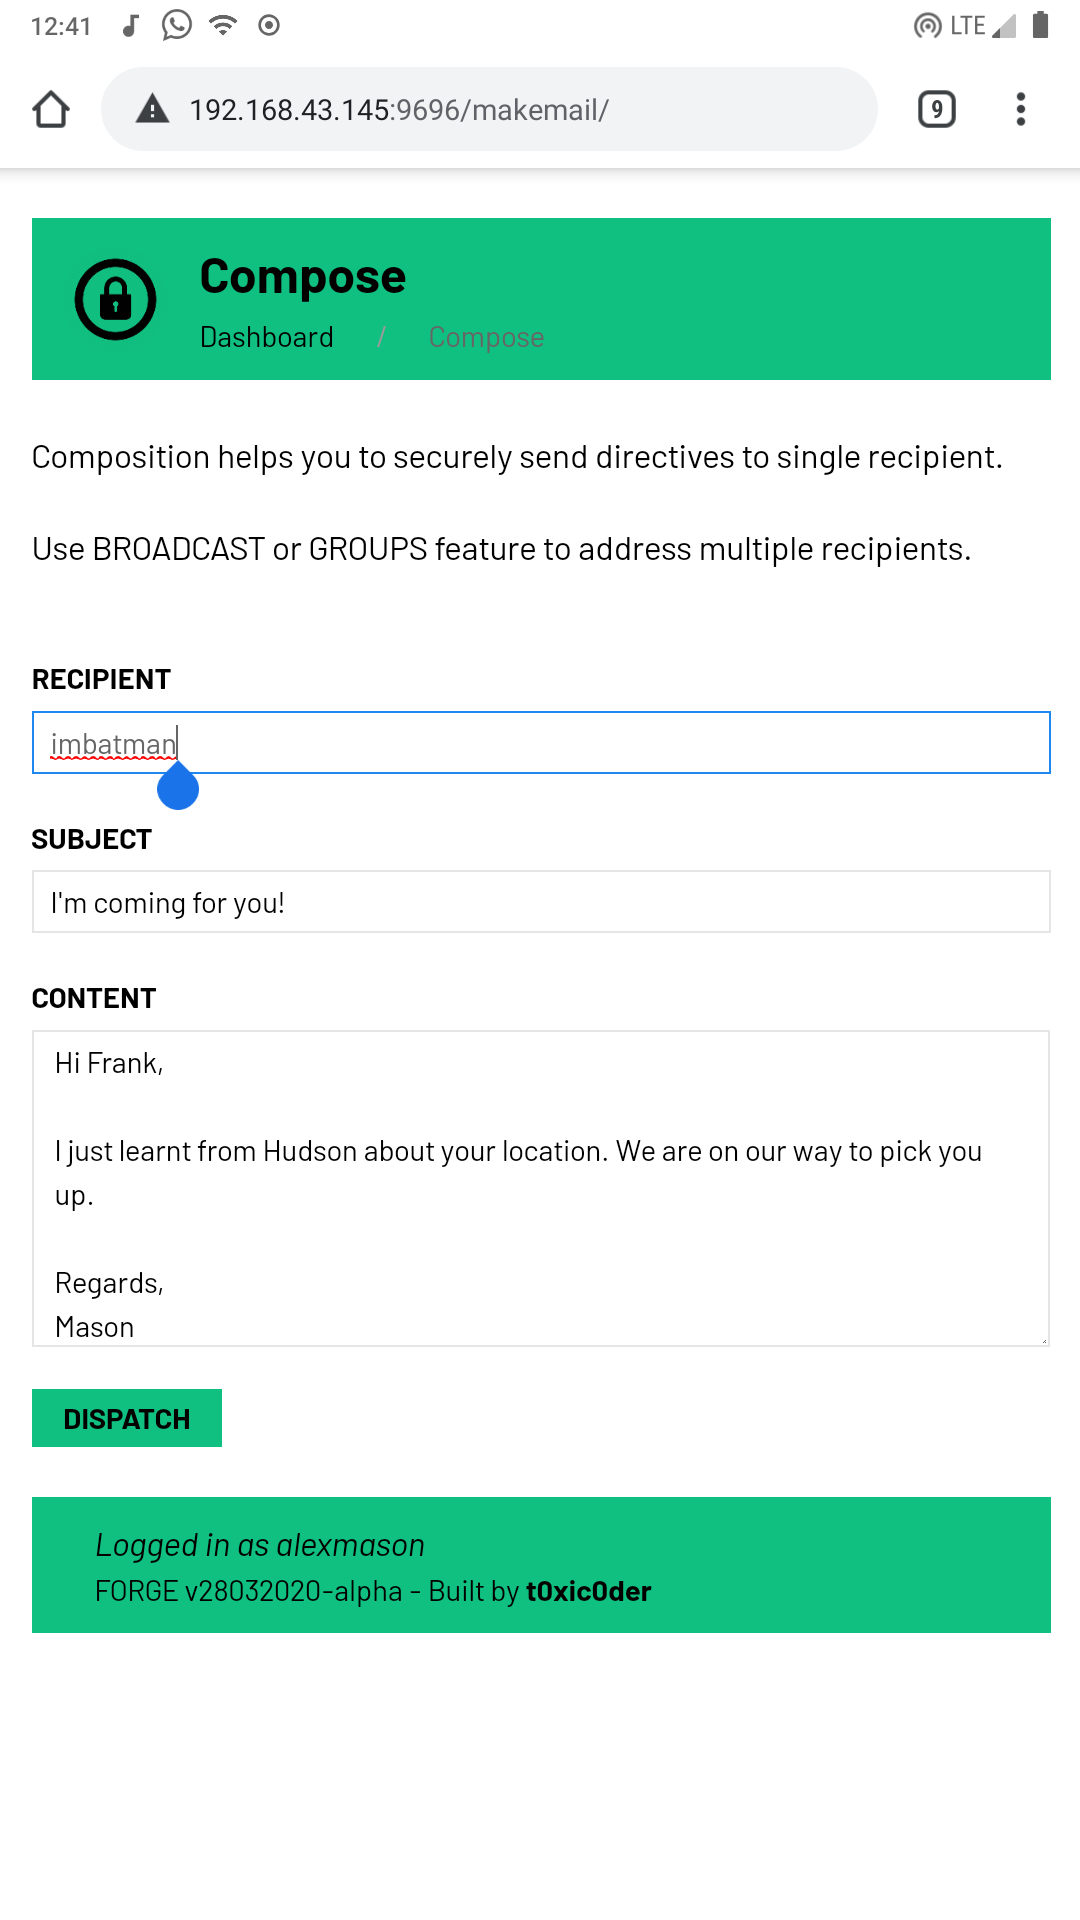 12:41 LTE
192.168.43.145:9696/makemail/ 9
Compose
Dashboard / Compose
Composition helps you to securely send directives to single recipient.
Use BROADCAST or GROUPS feature to address multiple recipients.
RECIPIENT
imbatman
SUBJECT
I'm coming for you!
CONTENT
Hi Frank,
I just learnt from Hudson about your location. We are on our way to pick you
up.
Regards,
Mason
DISPATCH
Logged in as alexmason
FORGE v28032020-alpha - Built by t0xic0der